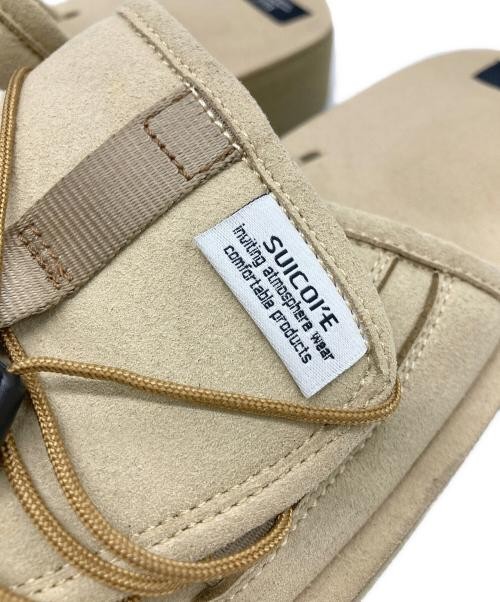 SUICOKE
inviting atmosphere wear
comfortable products